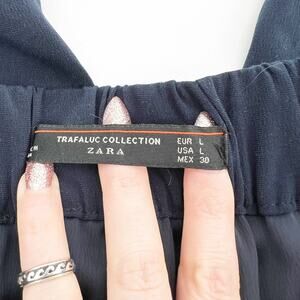 TRAFALUC COLLECTION
ZARA
EUR L
USA L
MEX 30